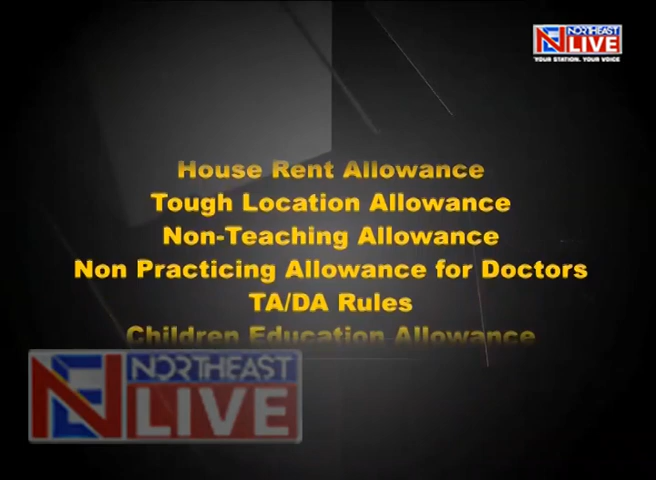 NORTHEAST
LIVE
YOUR STATION. YOUR VOICE
House Rent Allowance
Tough Location Allowance
Non-Teaching Allowance
Non Practicing Allowance for Doctors
TA/DA Rules
Children Education Allowance
NORTHEAST
LIVE